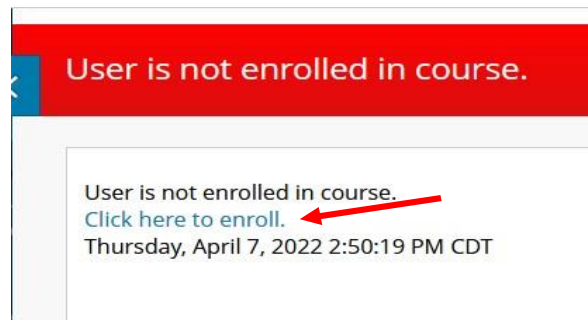 User is not enrolled in course.
User is not enrolled in course.
Click here to enroll.
Thursday, April 7, 2022 2:50:19 PM CDT